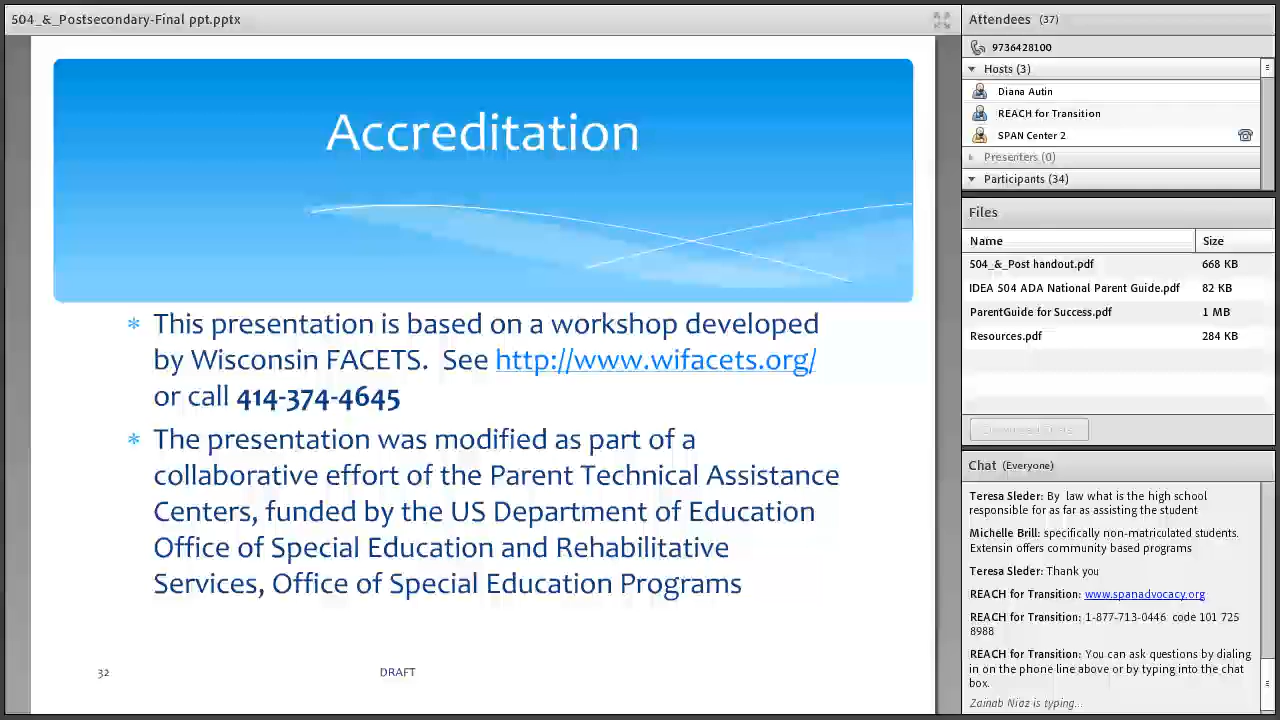 504_&_Postsecondary-Final ppt.pptx
Accreditation
* This presentation is based on a workshop developed
by Wisconsin FACETS.  See http://www.wifacets.org/
or call 414-374-4645
* The presentation was modified as part of a
collaborative effort of the Parent Technical Assistance
Centers, funded by the US Department of Education
Office of Special Education and Rehabilitative
Services, Office of Special Education Programs
32
DRAFT
Attendees (37)
9736428100
Hosts (3)
Diana Autin
REACH for Transition
SPAN Center 2
Presenters (0)
Participants (34)
Files
Name Size
504_&_Post handout.pdf 668 KB
IDEA 504 ADA National Parent Guide.pdf 82 KB
ParentGuide for Success.pdf 1 MB
Resources.pdf 284 KB
Chat (Everyone)
Teresa Sleder: By  law what is the high school
responsible for as far as assisting the student
Michelle Brill: specifically non-matriculated students.
Extensin offers community based programs
Teresa Sleder: Thank you
REACH for Transition: www.spanadvocacy.org
REACH for Transition: 1-877-713-0446  code 101 725
8988
REACH for Transition: You can ask questions by dialing
in on the phone line above or by typing into the chat
box.
Zainab Niaz is typing...